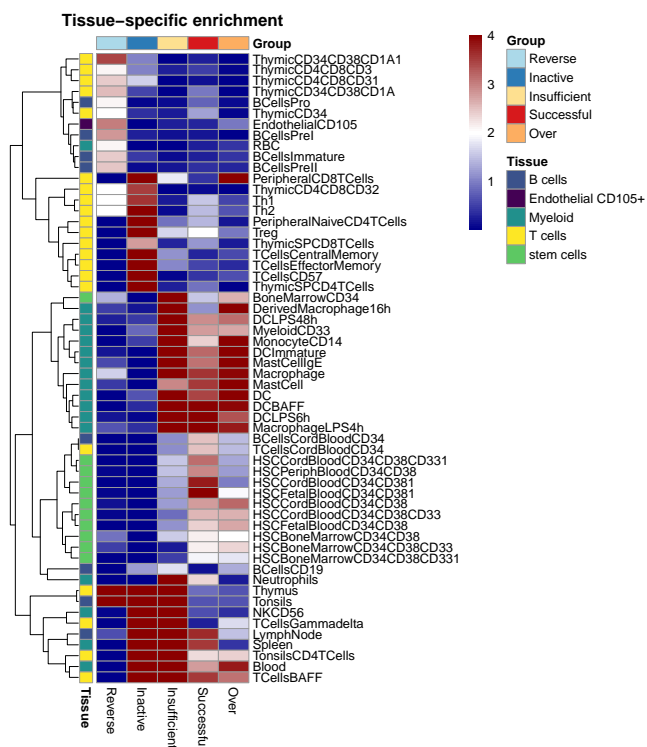 Tissue-specific enrichment
Group
ThymicCD34CD38CD1A1
ThymicCD4CD8CD3
ThymicCD4CD8CD31
ThymicCD34CD38CD1A
BCellsPro
ThymicCD34
EndothelialCD105
BCellsPreI
RBC
BCellsImmature
BCellsPreII
PeripheralCD8TCells
ThymicCD4CD8CD32
Th1
Th2
PeripheralNaiveCD4TCells
Treg
ThymicSPCD8TCells
TCellsCentralMemory
TCellsEffectorMemory
TCellsCD57
ThymicSPCD4TCells
BoneMarrowCD34
DerivedMacrophage16h
DCLPS48h
MyeloidCD33
MonocyteCD14
DCImmature
MastCellIgE
Macrophage
MastCell
DC
DCBAFF
DCLPS6h
MacrophageLPS4h
BCellsCordBloodCD34
TCellsCordBloodCD34
HSCCordBloodCD34CD38CD331
HSCPeriphBloodCD34CD38
HSCCordBloodCD34CD381
HSCFetalBloodCD34CD381
HSCCordBloodCD34CD38
HSCCordBloodCD34CD38CD33
HSCFetalBloodCD34CD38
HSCBoneMarrowCD34CD38
HSCBoneMarrowCD34CD38CD33
HSCBoneMarrowCD34CD38CD331
BCellsCD19
Neutrophils
Thymus
Tonsils
NKCD56
TCellsGammadelta
LymphNode
Spleen
TonsilsCD4TCells
Blood
TCellsBAFF
Tissue
Reverse
Inactive
Insufficient
Successful
Over
4
3
2
1
Group
Reverse
Inactive
Insufficient
Successful
Over
Tissue
B cells
Endothelial CD105+
Myeloid
T cells
stem cells